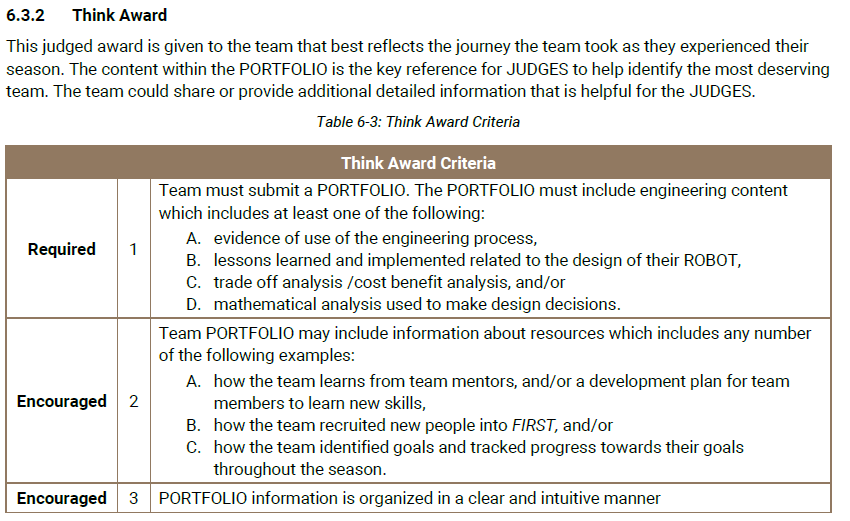 6.3.2 Think Award
This judged award is given to the team that best reflects the journey the team took as they experienced their
season. The content within the PORTFOLIO is the key reference for JUDGES to help identify the most deserving
team. The team could share or provide additional detailed information that is helpful for the JUDGES.
Table 6-3: Think Award Criteria
Think Award Criteria
Required 1
Team must submit a PORTFOLIO. The PORTFOLIO must include engineering content
which includes at least one of the following:
A. evidence of use of the engineering process,
B. lessons learned and implemented related to the design of their ROBOT,
C. trade off analysis /cost benefit analysis, and/or
D. mathematical analysis used to make design decisions.
Encouraged 2
Team PORTFOLIO may include information about resources which includes any number
of the following examples:
A. how the team learns from team mentors, and/or a development plan for team
members to learn new skills,
B. how the team recruited new people into FIRST, and/or
C. how the team identified goals and tracked progress towards their goals
throughout the season.
Encouraged 3 PORTFOLIO information is organized in a clear and intuitive manner